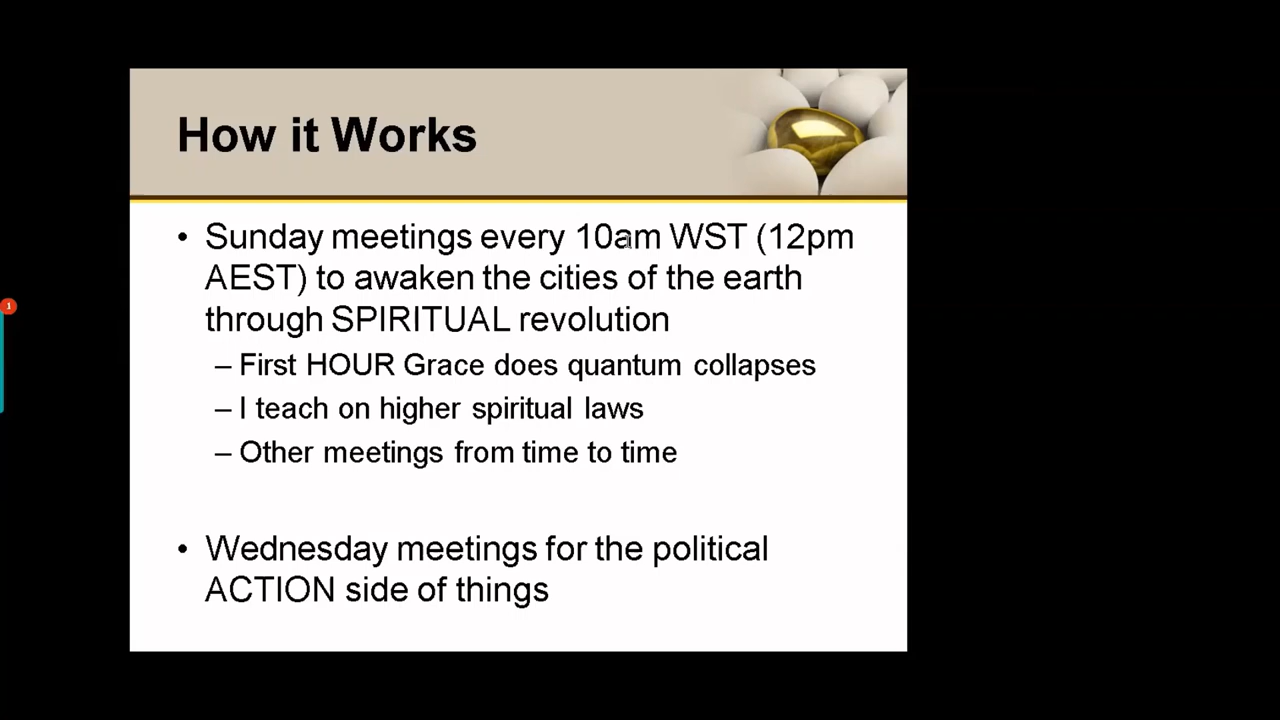 How it Works
• Sunday meetings every 10am WST (12pm
AEST) to awaken the cities of the earth
through SPIRITUAL revolution
– First HOUR Grace does quantum collapses
– I teach on higher spiritual laws
– Other meetings from time to time
• Wednesday meetings for the political
ACTION side of things
1